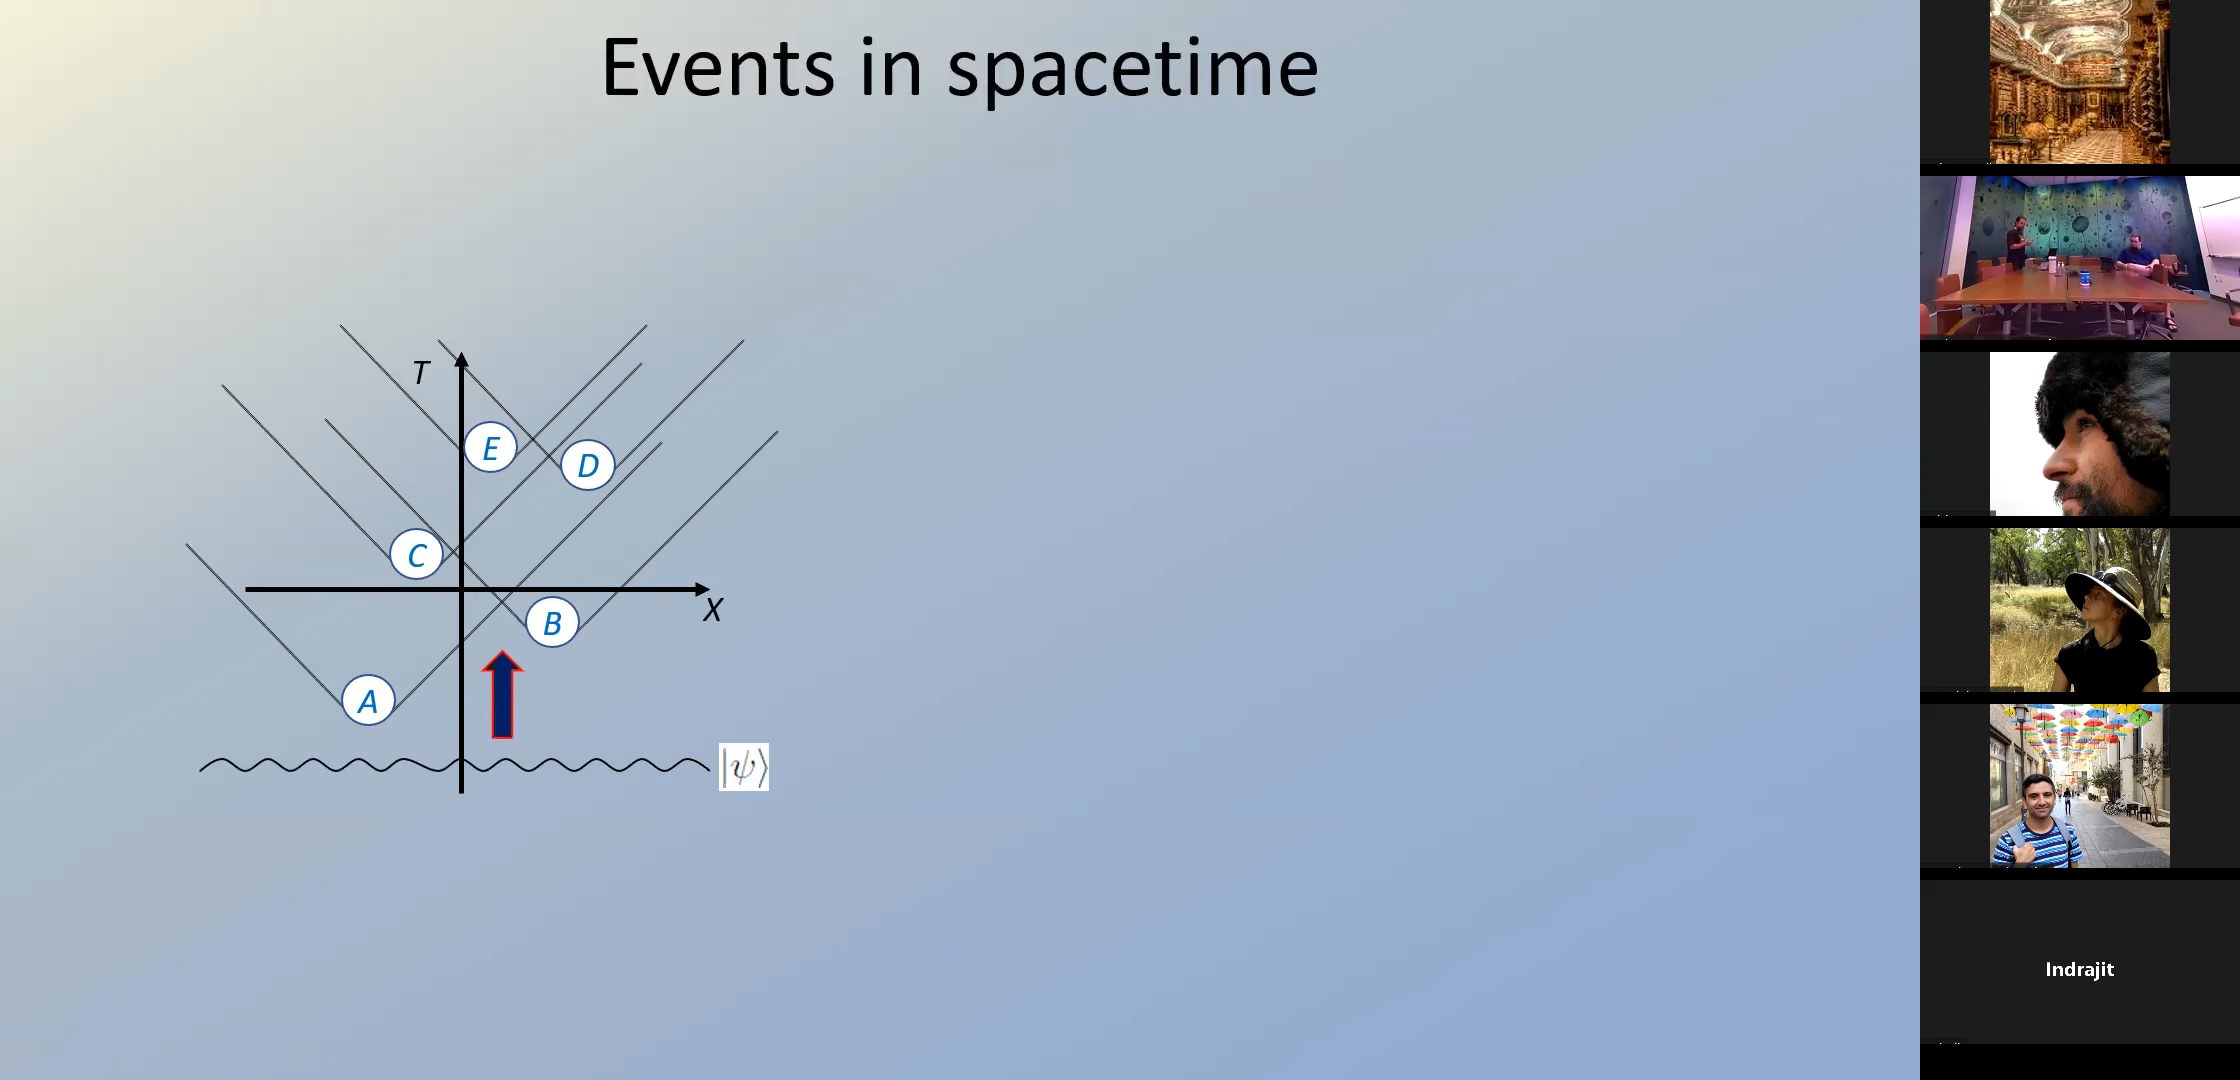 Events in spacetime
T
E
D
C
X
B
A
|ψ⟩
Indrajit